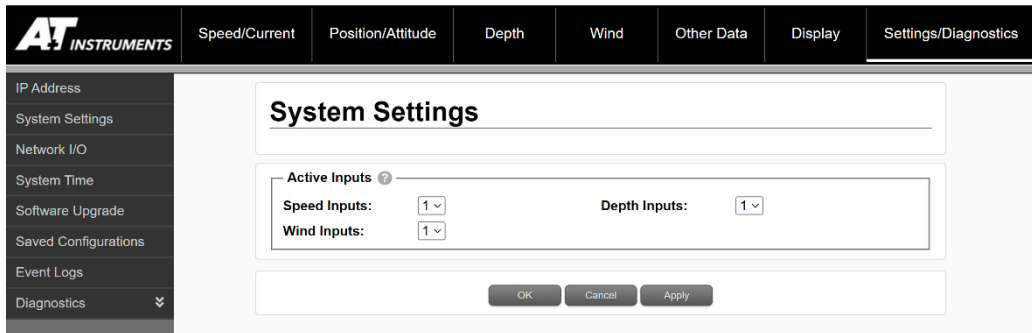 A+T INSTRUMENTS
Speed/Current Position/Attitude Depth Wind Other Data Display Settings/Diagnostics
IP Address
System Settings
Network I/O
System Time
Software Upgrade
Saved Configurations
Event Logs
Diagnostics
System Settings
Active Inputs ?
Speed Inputs: 1 Depth Inputs: 1
Wind Inputs: 1
OK Cancel Apply